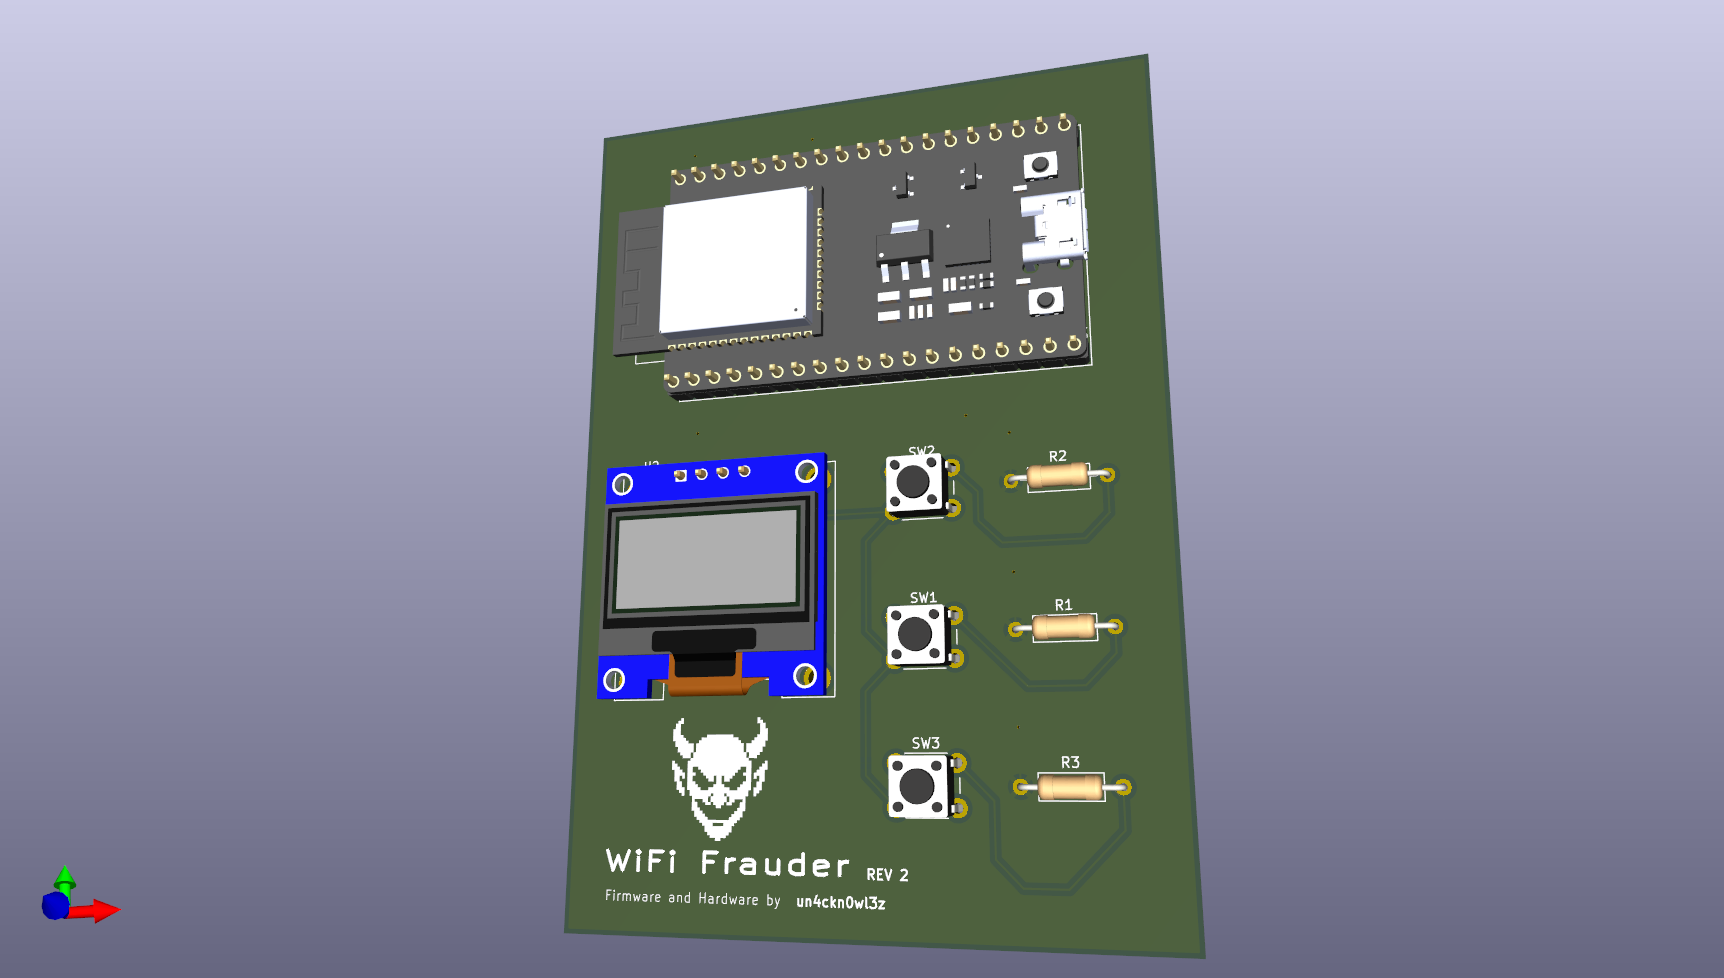 SW2
R2
SW1
R1
SW3
R3
WiFi Frauder REV 2
Firmware and Hardware by un4ckn0wl3z